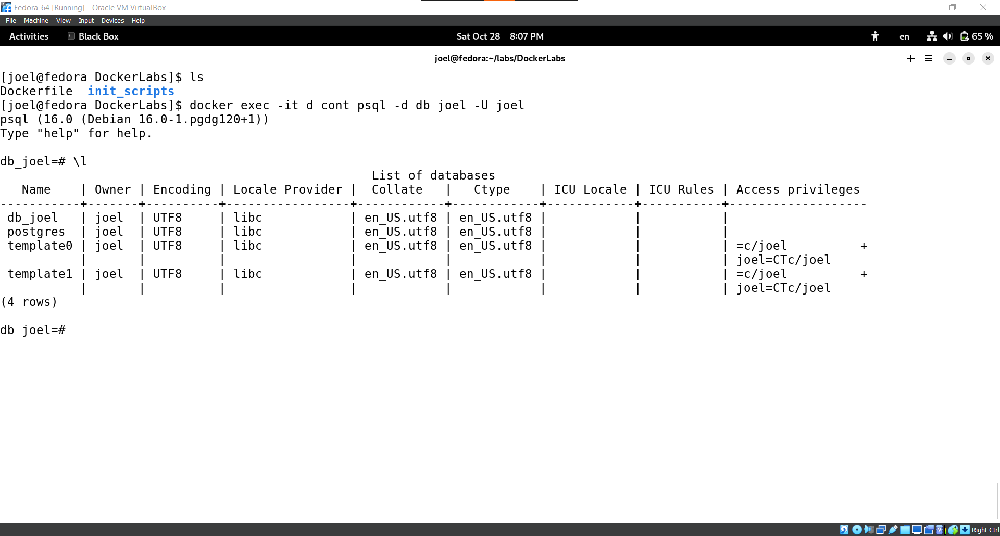 Fedora_64 [Running] - Oracle VM VirtualBox
File Machine View Input Devices Help
Activities Black Box Sat Oct 28 8:07 PM en 65 %
joel@fedora:~/labs/DockerLabs
[joel@fedora DockerLabs]$ ls
Dockerfile  init_scripts
[joel@fedora DockerLabs]$ docker exec -it d_cont psql -d db_joel -U joel
psql (16.0 (Debian 16.0-1.pgdg120+1))
Type "help" for help.
db_joel=# \l
                                                   List of databases
   Name    | Owner | Encoding | Locale Provider |  Collate   |   Ctype    | ICU Locale | ICU Rules | Access privileges
-----------+-------+----------+-----------------+------------+------------+------------+-----------+-------------------
 db_joel   | joel  | UTF8     | libc            | en_US.utf8 | en_US.utf8 |            |           |
 postgres  | joel  | UTF8     | libc            | en_US.utf8 | en_US.utf8 |            |           |
 template0 | joel  | UTF8     | libc            | en_US.utf8 | en_US.utf8 |            |           | =c/joel          +
           |       |          |                 |            |            |            |           | joel=CTc/joel
 template1 | joel  | UTF8     | libc            | en_US.utf8 | en_US.utf8 |            |           | =c/joel          +
           |       |          |                 |            |            |            |           | joel=CTc/joel
(4 rows)
db_joel=#
Right Ctrl